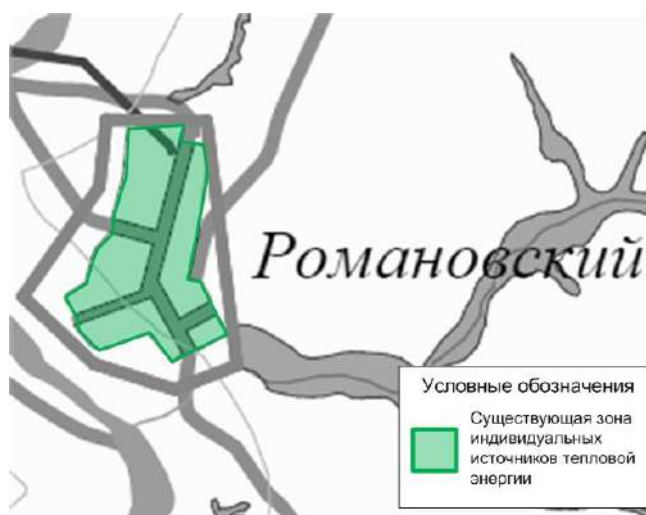 Романовский
Условные обозначения
Существующая зона
индивидуальных
источников тепловой
энергии